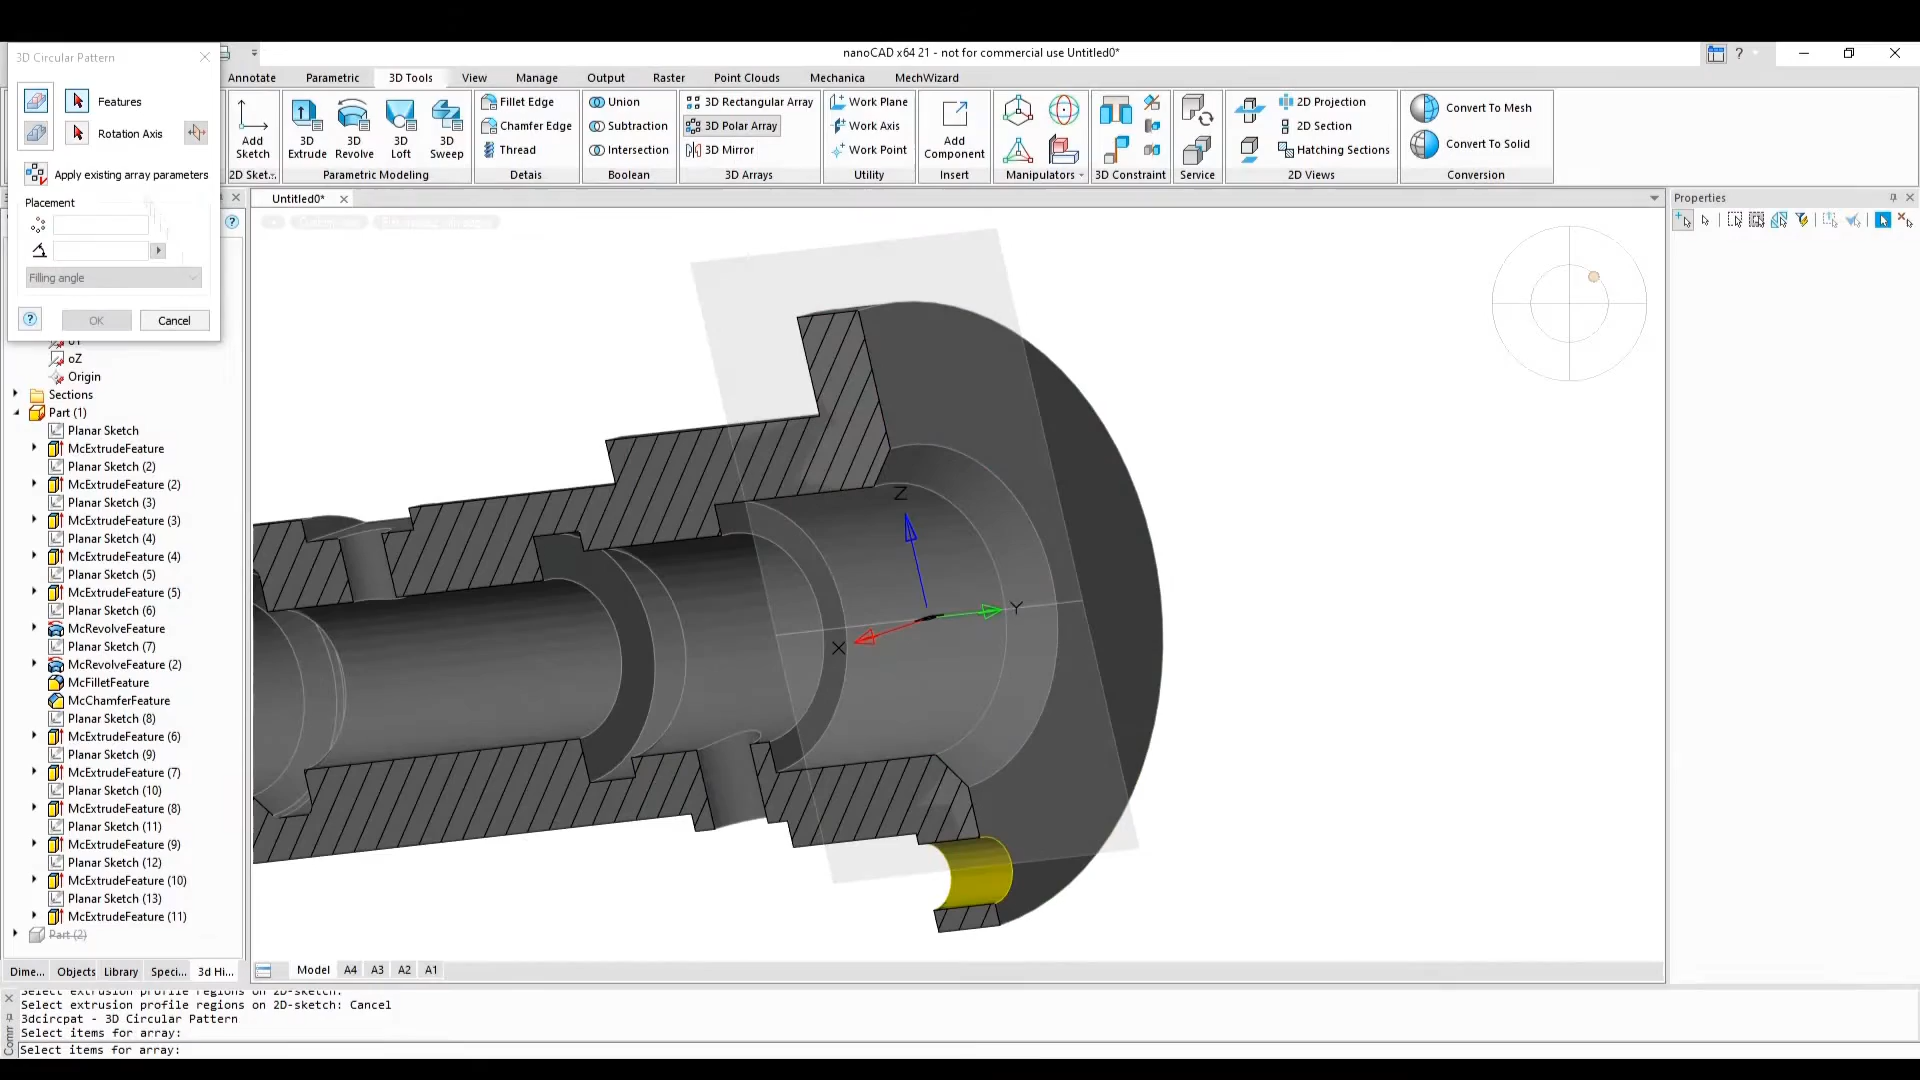 3D Circular Pattern
nanoCAD x64 21 - not for commercial use Untitled0*
?
Annotate
Parametric
3D Tools
View
Manage
Output
Raster
Point Clouds
Mechanica
MechWizard
Features
Rotation Axis
Apply existing array parameters
Placement
Filling angle
?
OK
Cancel
Add Sketch
2D Sket..
3D Extrude
3D Revolve
3D Loft
3D Sweep
Parametric Modeling
Fillet Edge
Chamfer Edge
Thread
Detais
Union
Subtraction
Intersection
Boolean
3D Rectangular Array
3D Polar Array
3D Mirror
3D Arrays
Work Plane
Work Axis
Work Point
Utility
Add Component
Insert
Manipulators
3D Constraint
Service
2D Projection
2D Section
Hatching Sections
2D Views
Convert To Mesh
Convert To Solid
Conversion
Untitled0*
Properties
?
oY
oZ
Origin
Sections
Part (1)
Planar Sketch
McExtrudeFeature
Planar Sketch (2)
McExtrudeFeature (2)
Planar Sketch (3)
McExtrudeFeature (3)
Planar Sketch (4)
McExtrudeFeature (4)
Planar Sketch (5)
McExtrudeFeature (5)
Planar Sketch (6)
McRevolveFeature
Planar Sketch (7)
McRevolveFeature (2)
McFilletFeature
McChamferFeature
Planar Sketch (8)
McExtrudeFeature (6)
Planar Sketch (9)
McExtrudeFeature (7)
Planar Sketch (10)
McExtrudeFeature (8)
Planar Sketch (11)
McExtrudeFeature (9)
Planar Sketch (12)
McExtrudeFeature (10)
Planar Sketch (13)
McExtrudeFeature (11)
Part (2)
Z
Y
X
Dime...
Objects
Library
Speci...
3d Hi...
Model
A4
A3
A2
A1
Select extrusion profile regions on 2D-sketch:
Select extrusion profile regions on 2D-sketch: Cancel
3dcircpat - 3D Circular Pattern
Select items for array:
Select items for array:
Comm